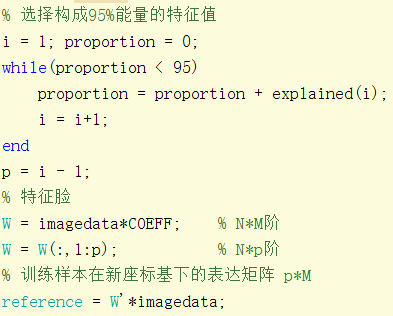 % 选择构成95%能量的特征值
i = 1; proportion = 0;
while(proportion < 95)
    proportion = proportion + explained(i);
    i = i+1;
end
p = i - 1;
% 特征脸
W = imagedata*COEFF;    % N*M阶
W = W(:,1:p);           % N*p阶
% 训练样本在新座标基下的表达矩阵 p*M
reference = W'*imagedata;